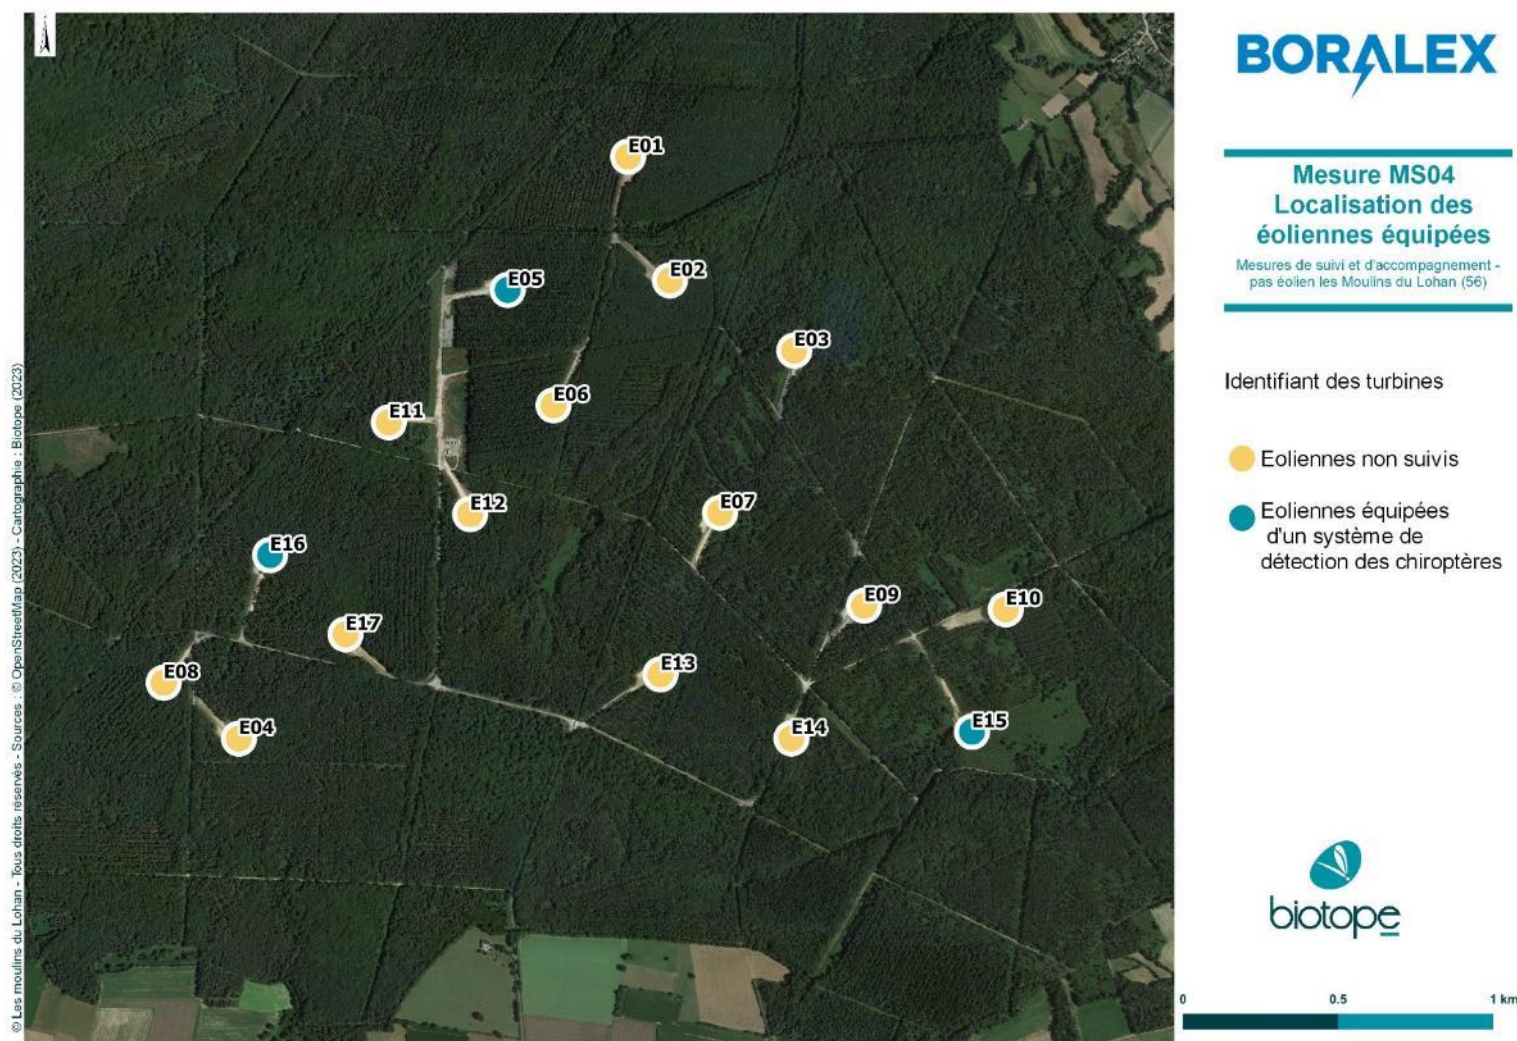 E01
E02
E05
E03
E06
E11
E12
E07
E16
E09
E10
E17
E13
E08
E04
E14
E15
© Les moulins du Lohan - Tous droits réservés - Sources : © OpenStreetMap (2023) - Cartographie : Biotope (2023)
BORALEX
Mesure MS04
Localisation des
éoliennes équipées
Mesures de suivi et d'accompagnement -
pas éolien les Moulins du Lohan (56)
Identifiant des turbines
Eoliennes non suivis
Eoliennes équipées
d'un système de
détection des chiroptères
biotope
0 0.5 1 km